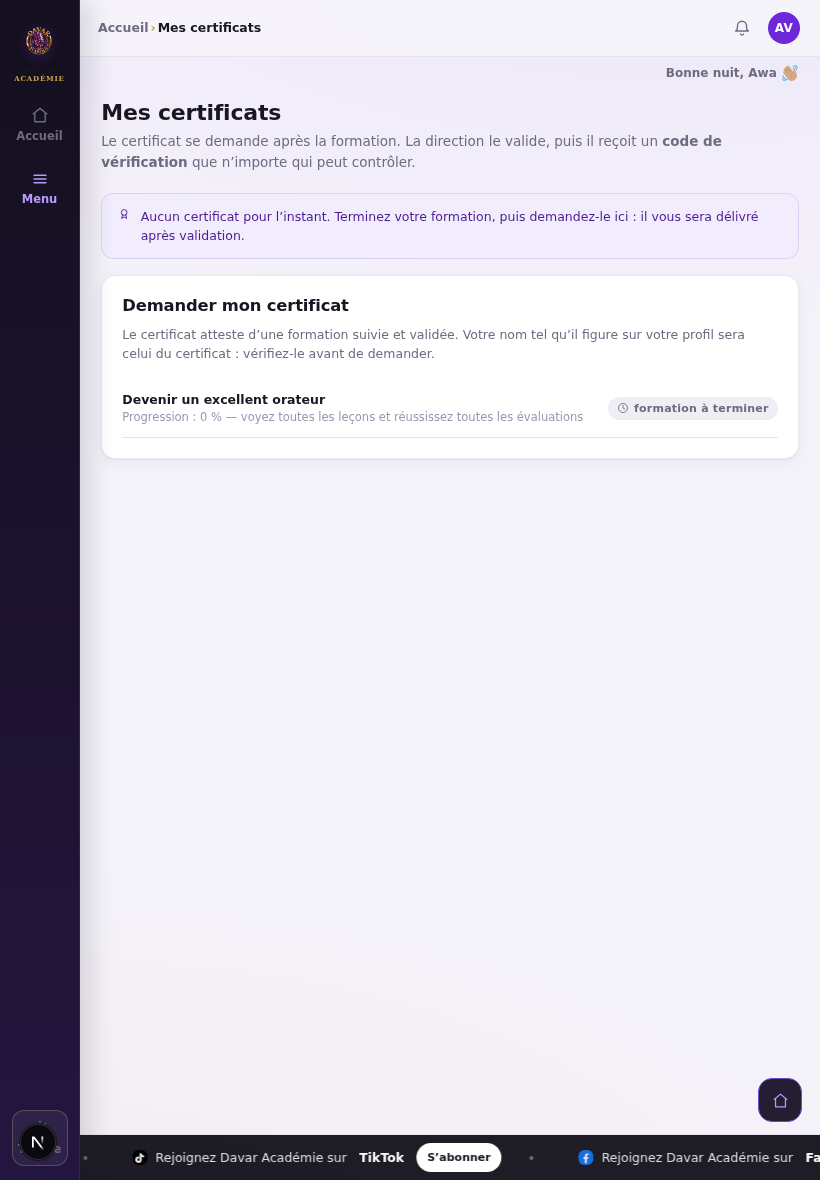 ACADÉMIE
Accueil
Menu
Accueil › Mes certificats
AV
Bonne nuit, Awa 👋🏽
Mes certificats
Le certificat se demande après la formation. La direction le valide, puis il reçoit un code de
vérification que n’importe qui peut contrôler.
Aucun certificat pour l’instant. Terminez votre formation, puis demandez-le ici : il vous sera délivré
après validation.
Demander mon certificat
Le certificat atteste d’une formation suivie et validée. Votre nom tel qu’il figure sur votre profil sera
celui du certificat : vérifiez-le avant de demander.
Devenir un excellent orateur
Progression : 0 % — voyez toutes les leçons et réussissez toutes les évaluations
formation à terminer
N
• Rejoignez Davar Académie sur TikTok S’abonner • Rejoignez Davar Académie sur Fa